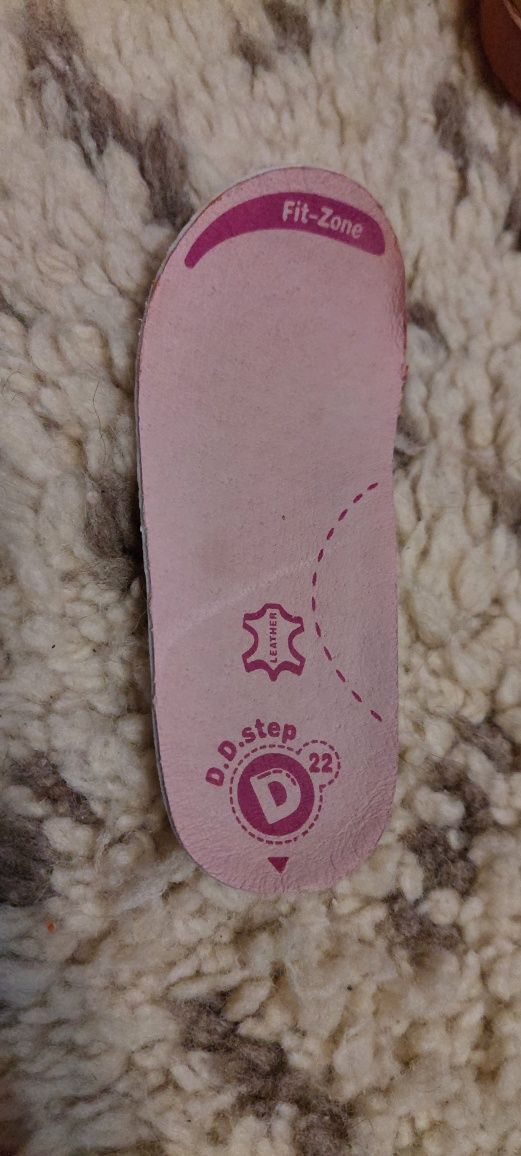 Fit-Zone
LEATHER
D.D.step
22
D